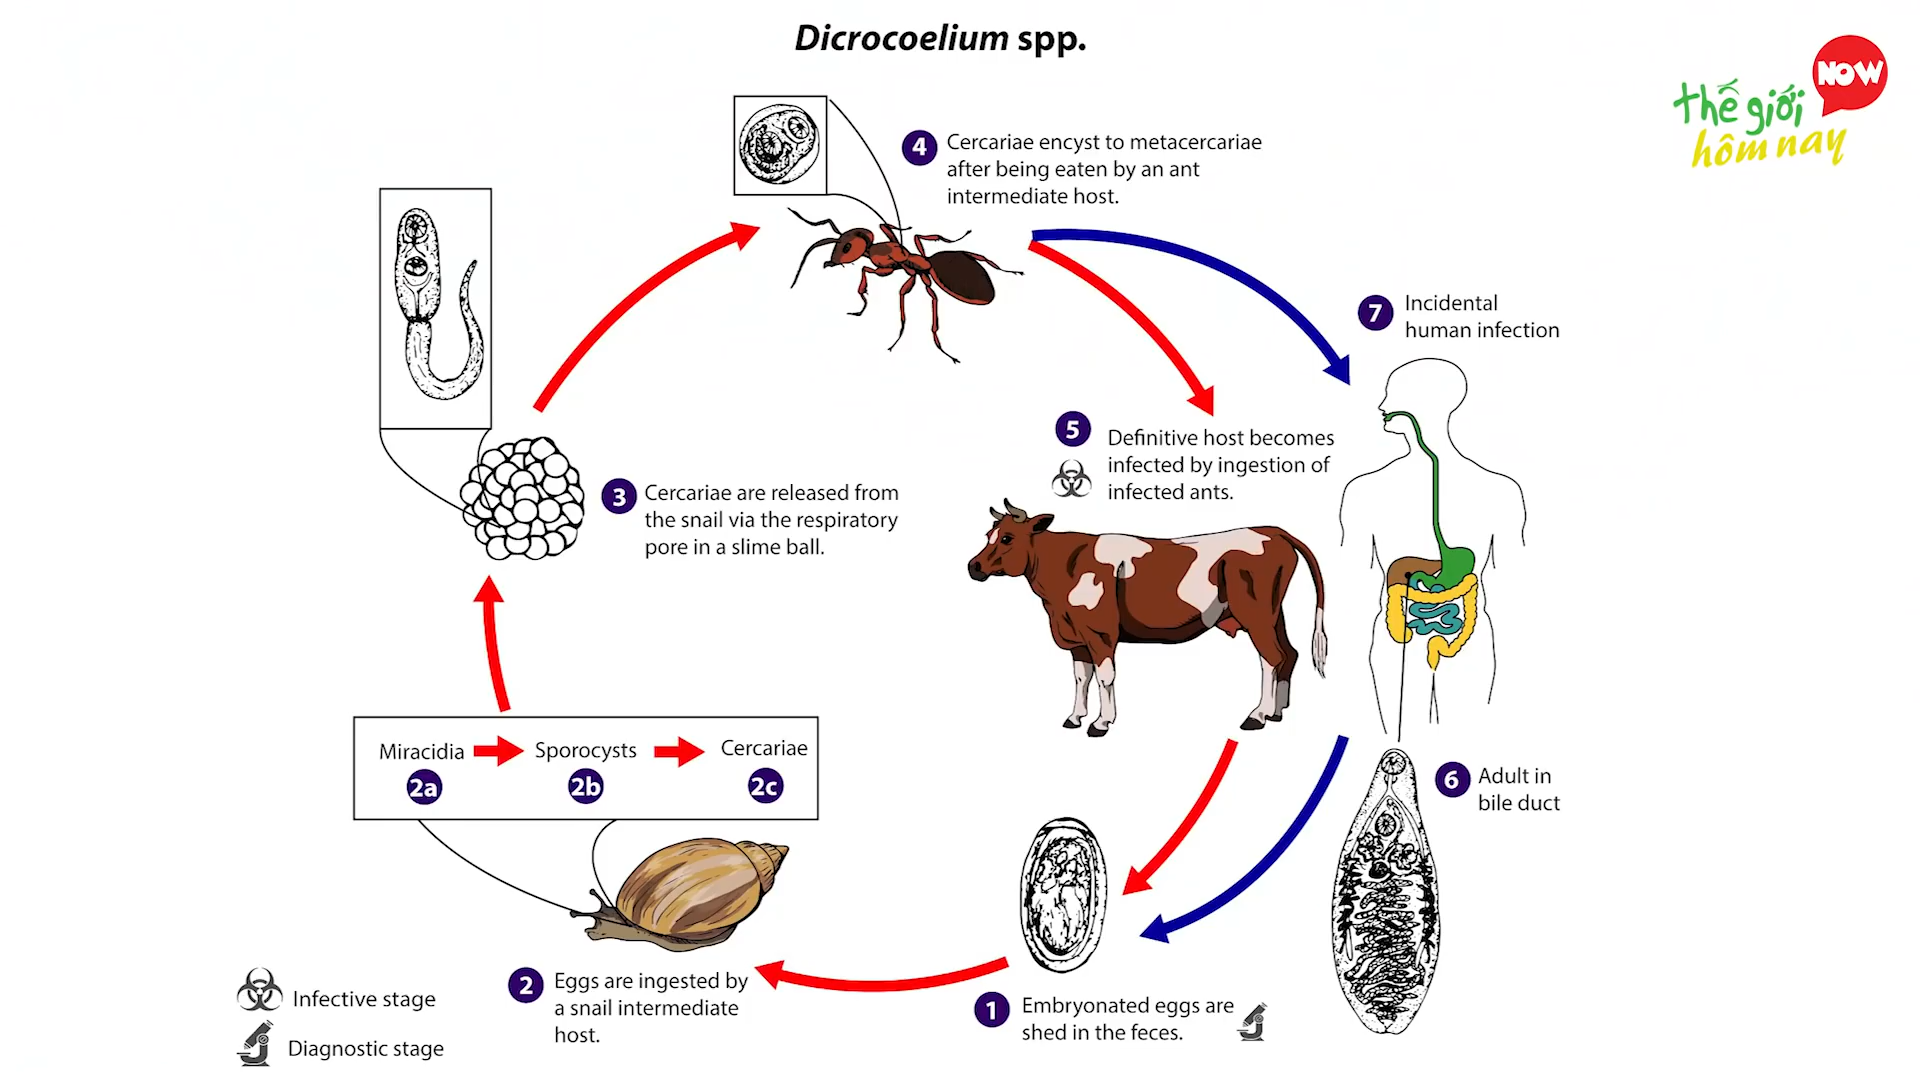 Dicrocoelium spp.
NOW
thế giới
hôm nay
4
Cercariae encyst to metacercariae
after being eaten by an ant
intermediate host.
7
Incidental
human infection
5
Definitive host becomes
infected by ingestion of
infected ants.
3
Cercariae are released from
the snail via the respiratory
pore in a slime ball.
Miracidia
Sporocysts
Cercariae
2a
2b
2c
6
Adult in
bile duct
2
Eggs are ingested by
a snail intermediate
host.
1
Embryonated eggs are
shed in the feces.
Infective stage
Diagnostic stage